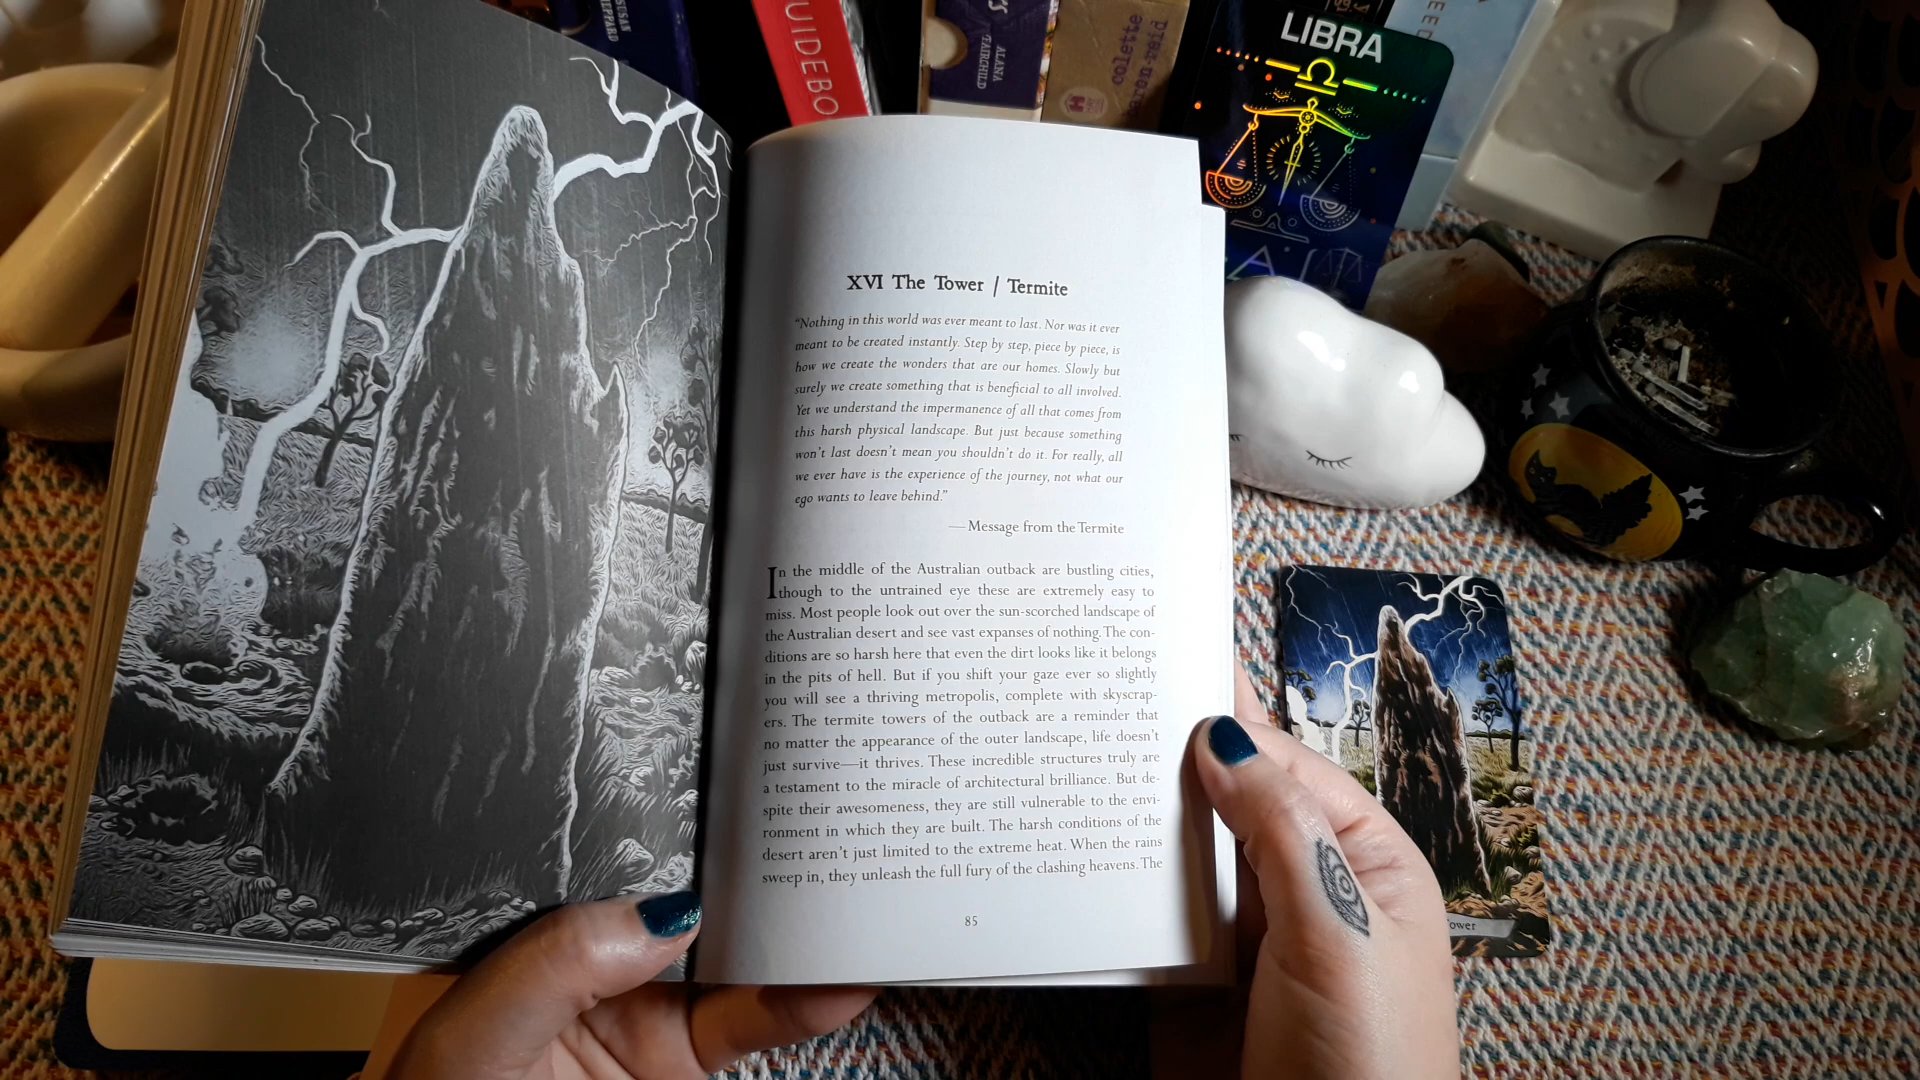 SUSAN
SHEPPARD
GUIDEBO
ALANA
FAIRCHILD
colette
baron-reid
LIBRA
XVI The Tower / Termite
“Nothing in this world was ever meant to last. Nor was it ever
meant to be created instantly. Step by step, piece by piece, is
how we create the wonders that are our homes. Slowly but
surely we create something that is beneficial to all involved.
Yet we understand the impermanence of all that comes from
this harsh physical landscape. But just because something
won’t last doesn’t mean you shouldn’t do it. For really, all
we ever have is the experience of the journey, not what our
ego wants to leave behind.”
—Message from the Termite
In the middle of the Australian outback are bustling cities,
though to the untrained eye these are extremely easy to
miss. Most people look out over the sun-scorched landscape of
the Australian desert and see vast expanses of nothing. The con-
ditions are so harsh here that even the dirt looks like it belongs
in the pits of hell. But if you shift your gaze ever so slightly
you will see a thriving metropolis, complete with skyscrap-
ers. The termite towers of the outback are a reminder that
no matter the appearance of the outer landscape, life doesn’t
just survive—it thrives. These incredible structures truly are
a testament to the miracle of architectural brilliance. But de-
spite their awesomeness, they are still vulnerable to the envi-
ronment in which they are built. The harsh conditions of the
desert aren’t just limited to the extreme heat. When the rains
sweep in, they unleash the full fury of the clashing heavens. The
85
ower